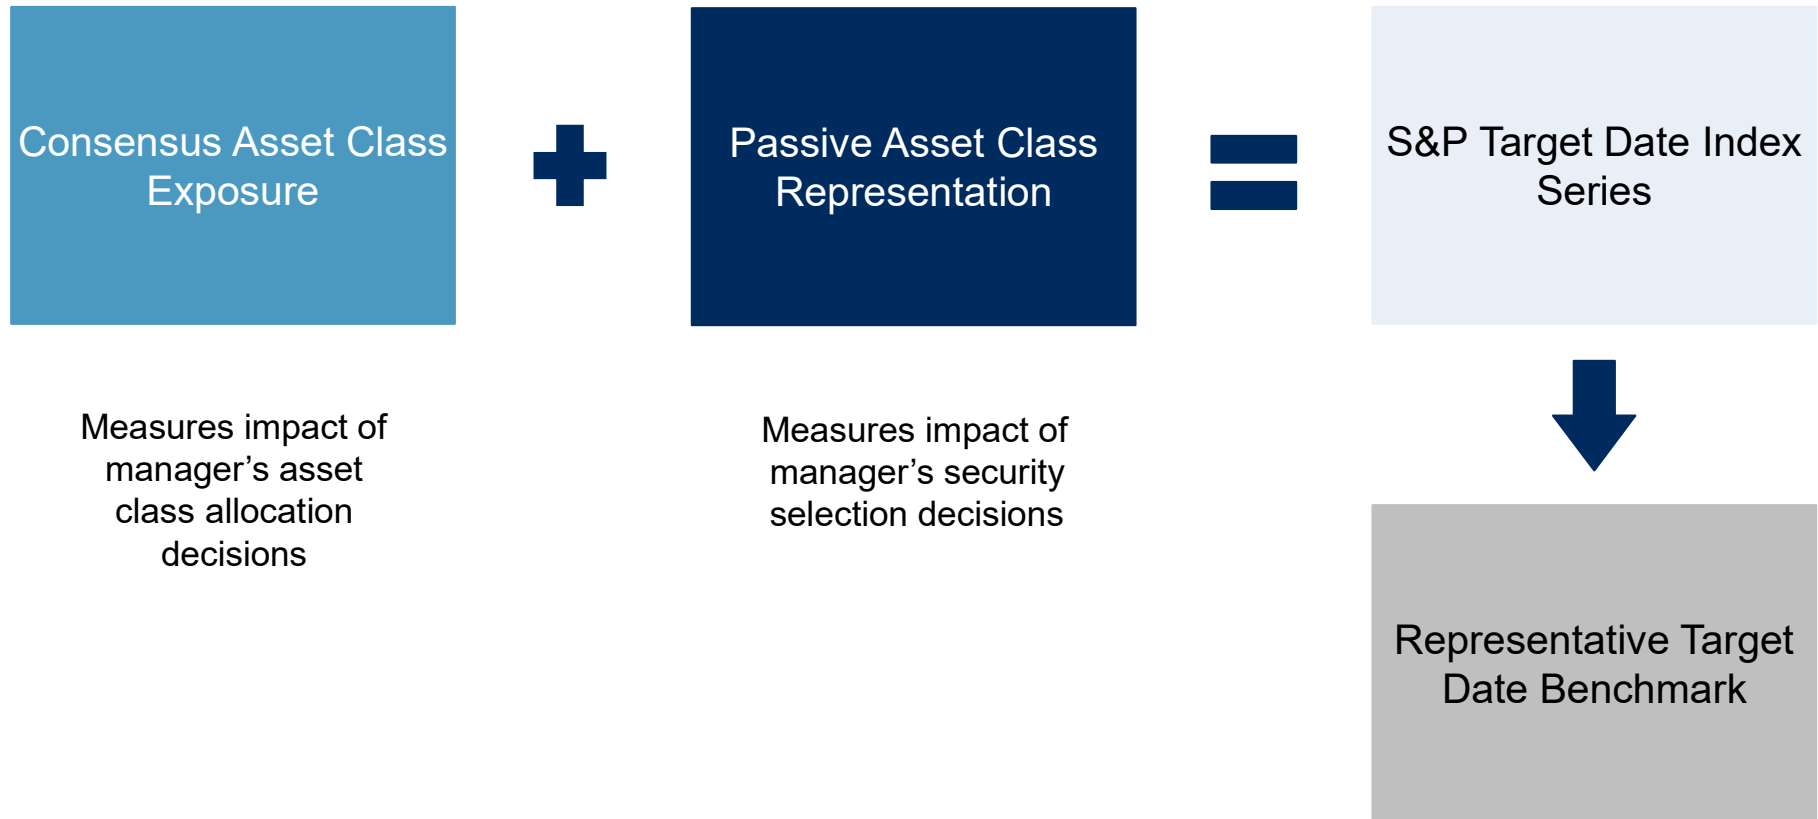 Consensus Asset Class
Exposure
Passive Asset Class
Representation
S&P Target Date Index
Series
Measures impact of
manager’s asset
class allocation
decisions
Measures impact of
manager’s security
selection decisions
Representative Target
Date Benchmark